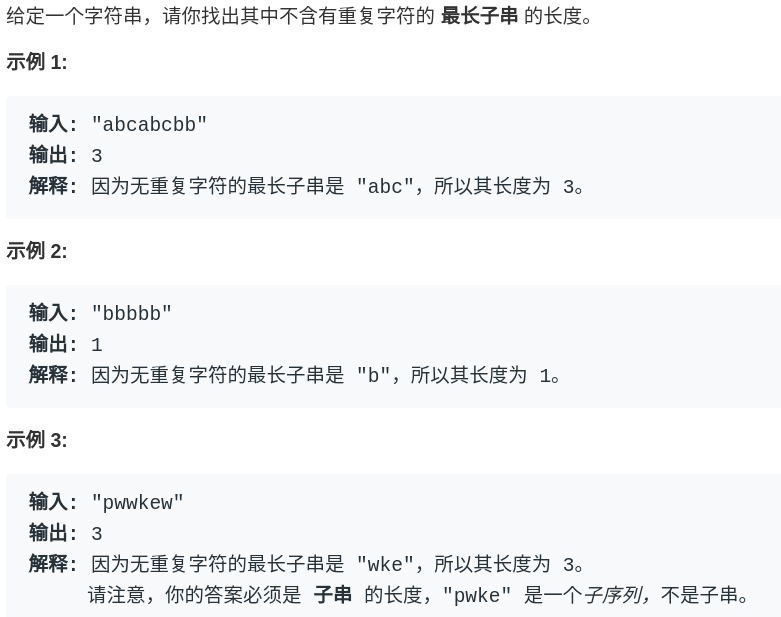 给定一个字符串，请你找出其中不含有重复字符的 最长子串 的长度。
示例 1:
输入: "abcabcbb"
输出: 3
解释: 因为无重复字符的最长子串是 "abc"，所以其长度为 3。
示例 2:
输入: "bbbbb"
输出: 1
解释: 因为无重复字符的最长子串是 "b"，所以其长度为 1。
示例 3:
输入: "pwwkew"
输出: 3
解释: 因为无重复字符的最长子串是 "wke"，所以其长度为 3。
请注意，你的答案必须是 子串 的长度，"pwke" 是一个子序列，不是子串。